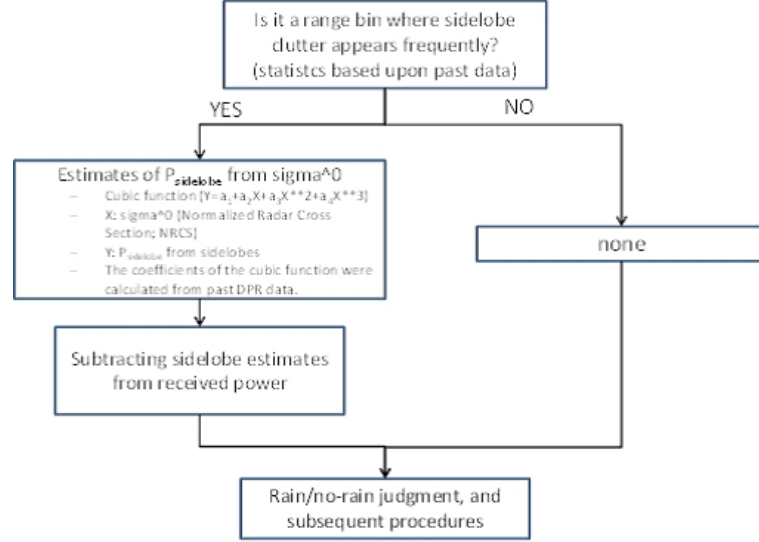 Is it a range bin where sidelobe
clutter appears frequently?
(statistcs based upon past data)
YES
NO
Estimates of P_sidelobe from sigma^0
– Cubic function (Y=a₁+a₂X+a₃X**2+a₄X**3)
– X: sigma^0 (Normalized Radar Cross
Section; NRCS)
– Y: P_sidelobe from sidelobes
– The coefficients of the cubic function were
calculated from past DPR data.
none
Subtracting sidelobe estimates
from received power
Rain/no-rain judgment, and
subsequent procedures